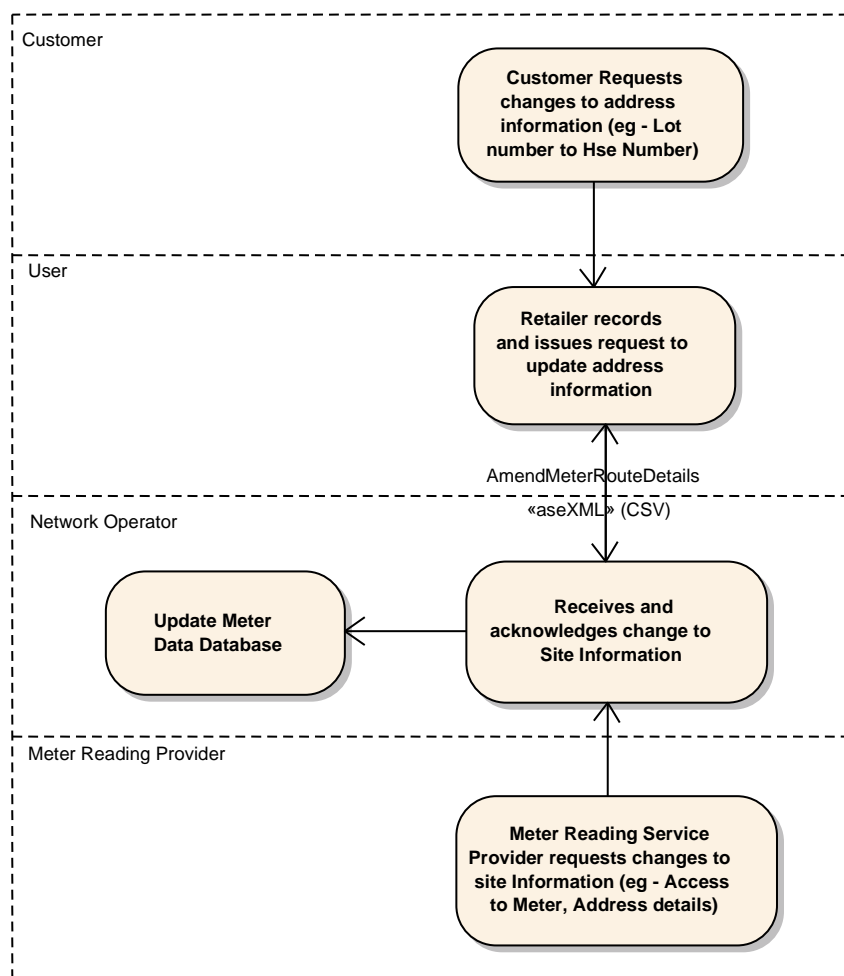 Customer
Customer Requests
changes to address
information (eg - Lot
number to Hse Number)
User
Retailer records
and issues request to
update address
information
AmendMeterRouteDetails
«aseXML» (CSV)
Network Operator
Update Meter
Data Database
Receives and
acknowledges change to
Site Information
Meter Reading Provider
Meter Reading Service
Provider requests changes to
site Information (eg - Access
to Meter, Address details)